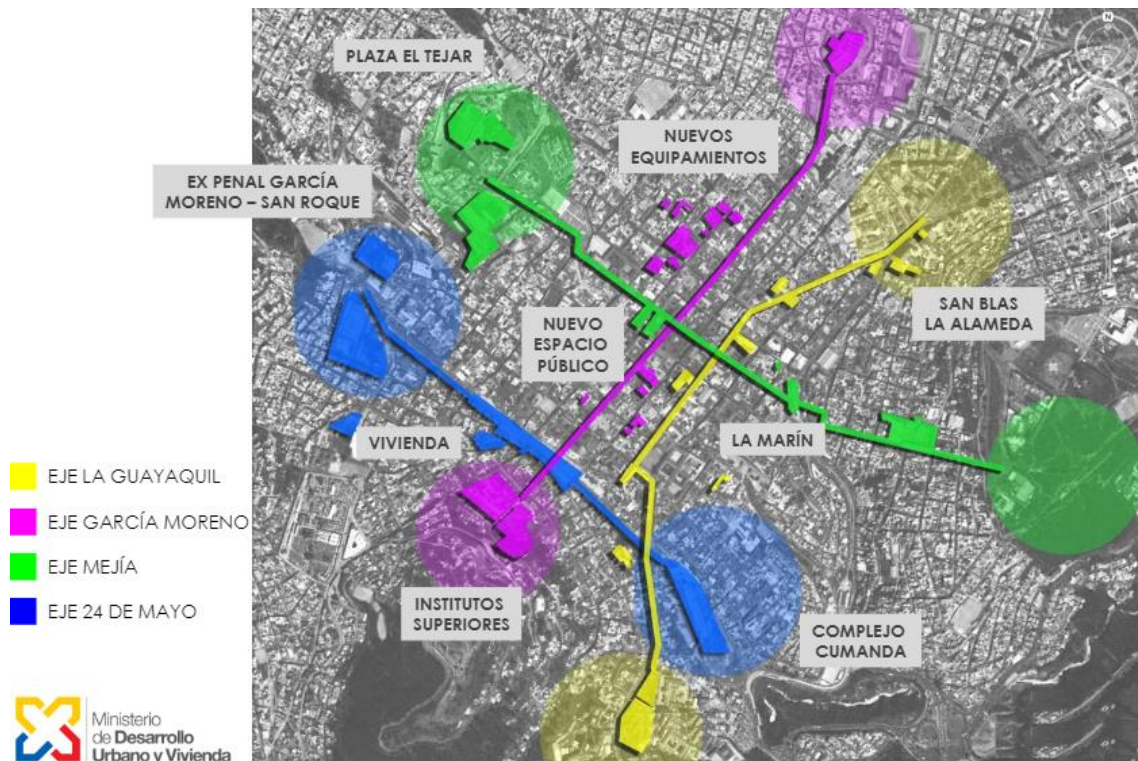 PLAZA EL TEJAR
NUEVOS
EQUIPAMIENTOS
EX PENAL GARCÍA
MORENO – SAN ROQUE
SAN BLAS
LA ALAMEDA
NUEVO
ESPACIO
PÚBLICO
VIVIENDA
LA MARÍN
INSTITUTOS
SUPERIORES
COMPLEJO
CUMANDA
EJE LA GUAYAQUIL
EJE GARCÍA MORENO
EJE MEJÍA
EJE 24 DE MAYO
Ministerio
de Desarrollo
Urbano y Vivienda
N